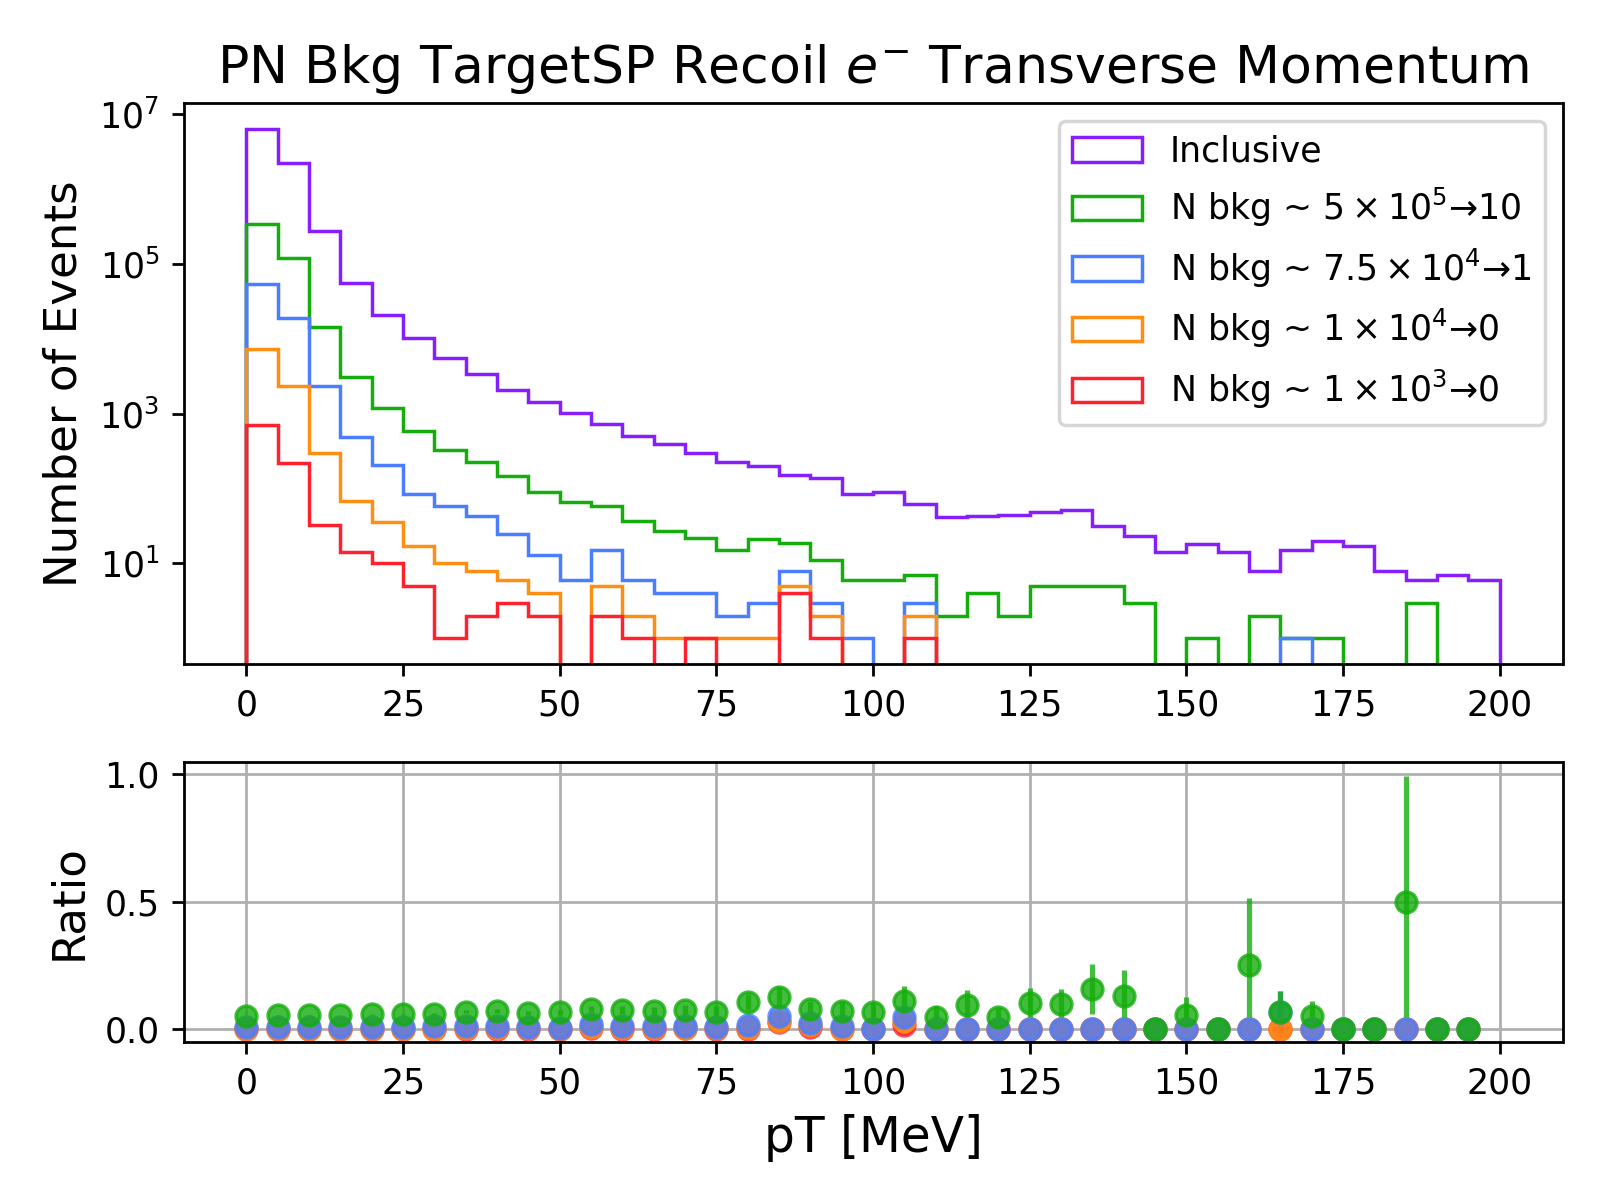 PN Bkg TargetSP Recoil e⁻ Transverse Momentum
Number of Events
10⁷
10⁵
10³
10¹
Inclusive
N bkg ~ 5 × 10⁵→10
N bkg ~ 7.5 × 10⁴→1
N bkg ~ 1 × 10⁴→0
N bkg ~ 1 × 10³→0
0 25 50 75 100 125 150 175 200
Ratio
1.0
0.5
0.0
0 25 50 75 100 125 150 175 200
pT [MeV]